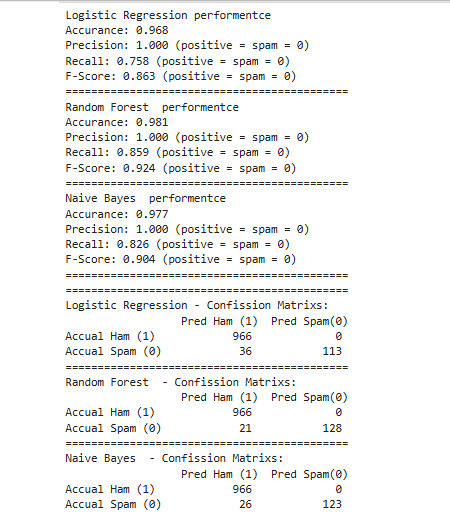 Logistic Regression performentce
Accurance: 0.968
Precision: 1.000 (positive = spam = 0)
Recall: 0.758 (positive = spam = 0)
F-Score: 0.863 (positive = spam = 0)
=============================================
Random Forest  performentce
Accurance: 0.981
Precision: 1.000 (positive = spam = 0)
Recall: 0.859 (positive = spam = 0)
F-Score: 0.924 (positive = spam = 0)
=============================================
Naive Bayes  performentce
Accurance: 0.977
Precision: 1.000 (positive = spam = 0)
Recall: 0.826 (positive = spam = 0)
F-Score: 0.904 (positive = spam = 0)
=============================================
=============================================
Logistic Regression - Confission Matrixs:
Pred Ham (1)  Pred Spam(0)
Accual Ham (1)  966  0
Accual Spam (0)  36  113
=============================================
Random Forest  - Confission Matrixs:
Pred Ham (1)  Pred Spam(0)
Accual Ham (1)  966  0
Accual Spam (0)  21  128
=============================================
Naive Bayes  - Confission Matrixs:
Pred Ham (1)  Pred Spam(0)
Accual Ham (1)  966  0
Accual Spam (0)  26  123